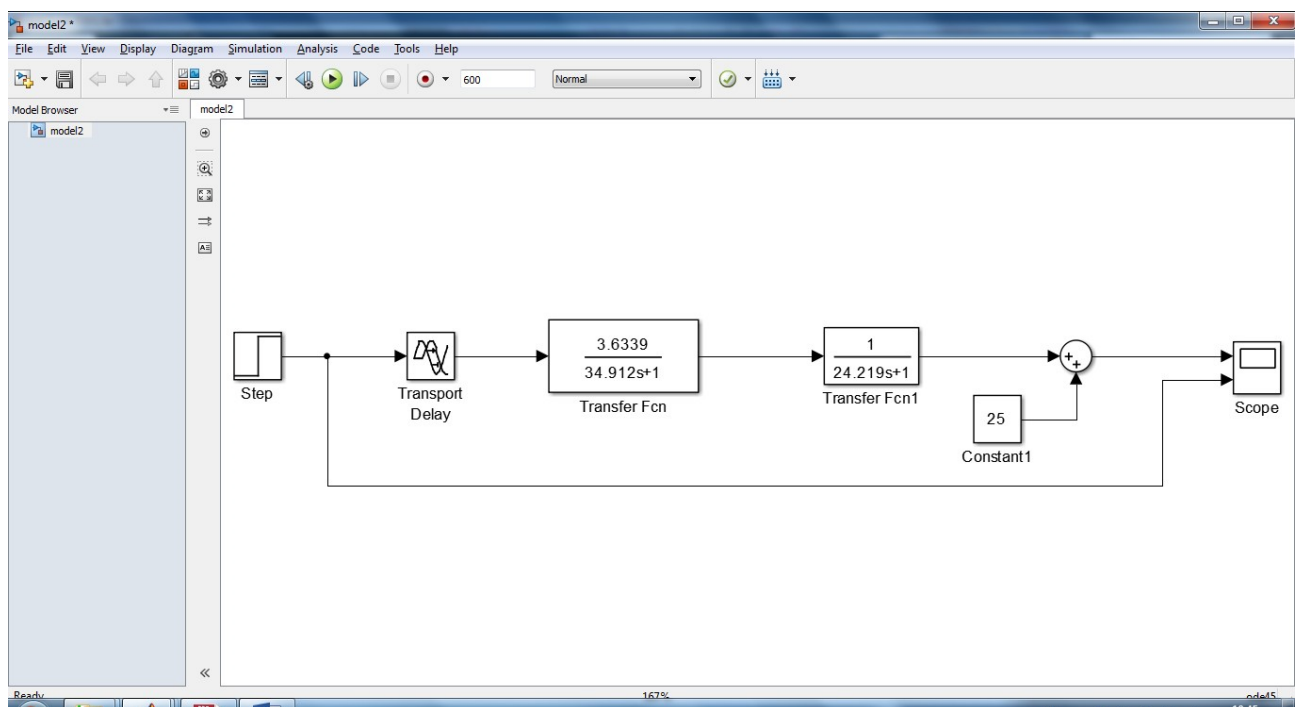 model2 *
File Edit View Display Diagram Simulation Analysis Code Tools Help
600 Normal
Model Browser model2
model2
Step
Transport
Delay
3.6339
34.912s+1
Transfer Fcn
1
24.219s+1
Transfer Fcn1
25
Constant1
Scope
Ready 167% ode45